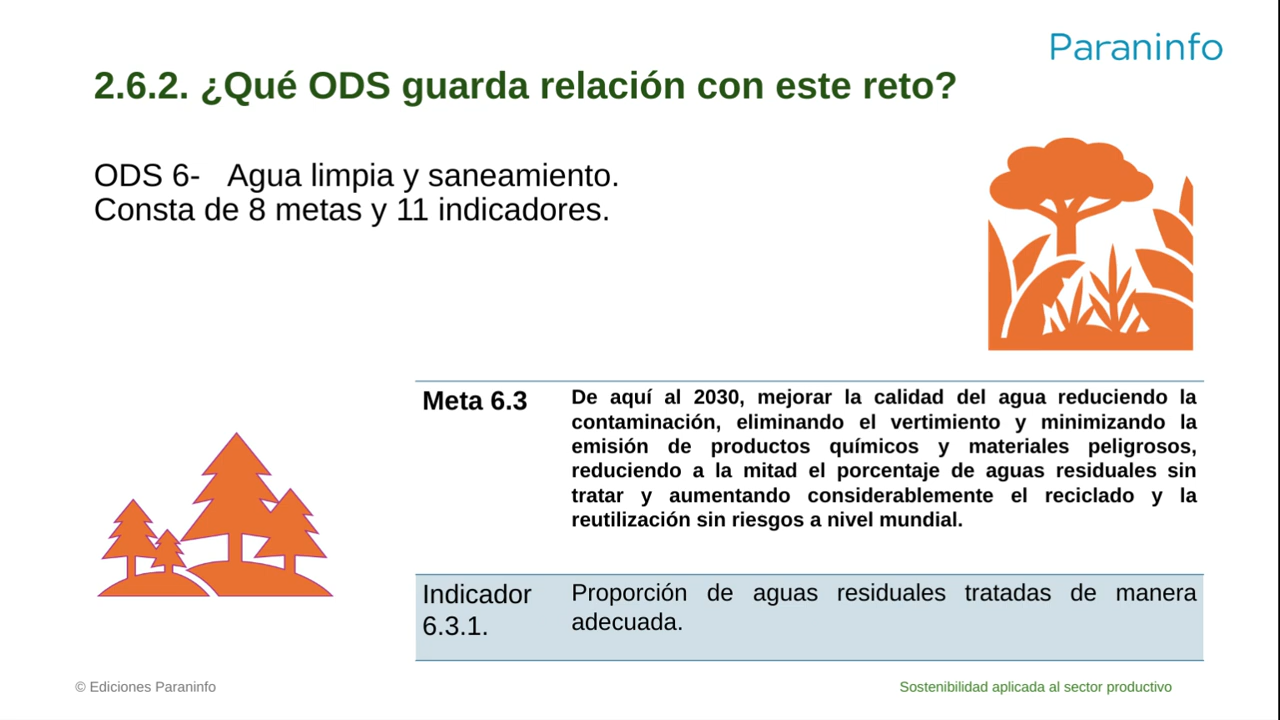 Paraninfo
2.6.2. ¿Qué ODS guarda relación con este reto?
ODS 6- Agua limpia y saneamiento.
Consta de 8 metas y 11 indicadores.
Meta 6.3
De aquí al 2030, mejorar la calidad del agua reduciendo la
contaminación, eliminando el vertimiento y minimizando la
emisión de productos químicos y materiales peligrosos,
reduciendo a la mitad el porcentaje de aguas residuales sin
tratar y aumentando considerablemente el reciclado y la
reutilización sin riesgos a nivel mundial.
Indicador
6.3.1.
Proporción de aguas residuales tratadas de manera
adecuada.
© Ediciones Paraninfo
Sostenibilidad aplicada al sector productivo